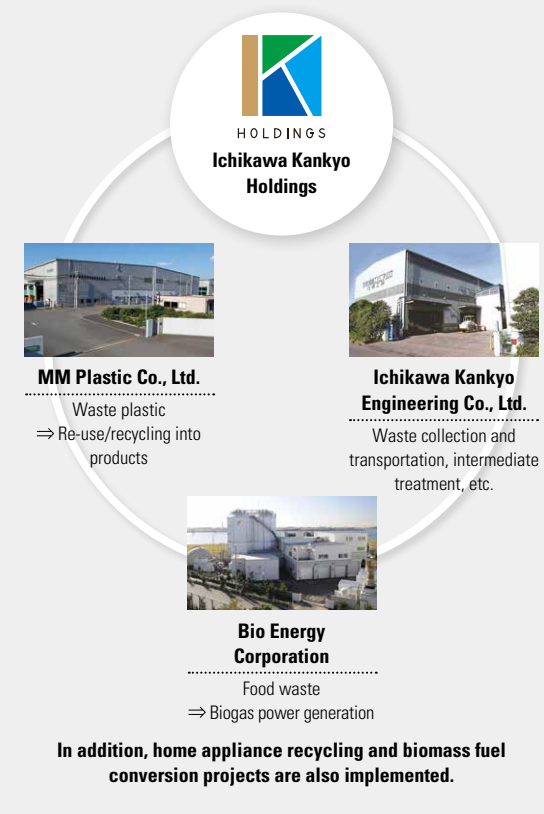 HOLDINGS
Ichikawa Kankyo
Holdings
MM Plastic Co., Ltd.
Waste plastic
⇒ Re-use/recycling into
products
Ichikawa Kankyo
Engineering Co., Ltd.
Waste collection and
transportation, intermediate
treatment, etc.
Bio Energy
Corporation
Food waste
⇒ Biogas power generation
In addition, home appliance recycling and biomass fuel
conversion projects are also implemented.